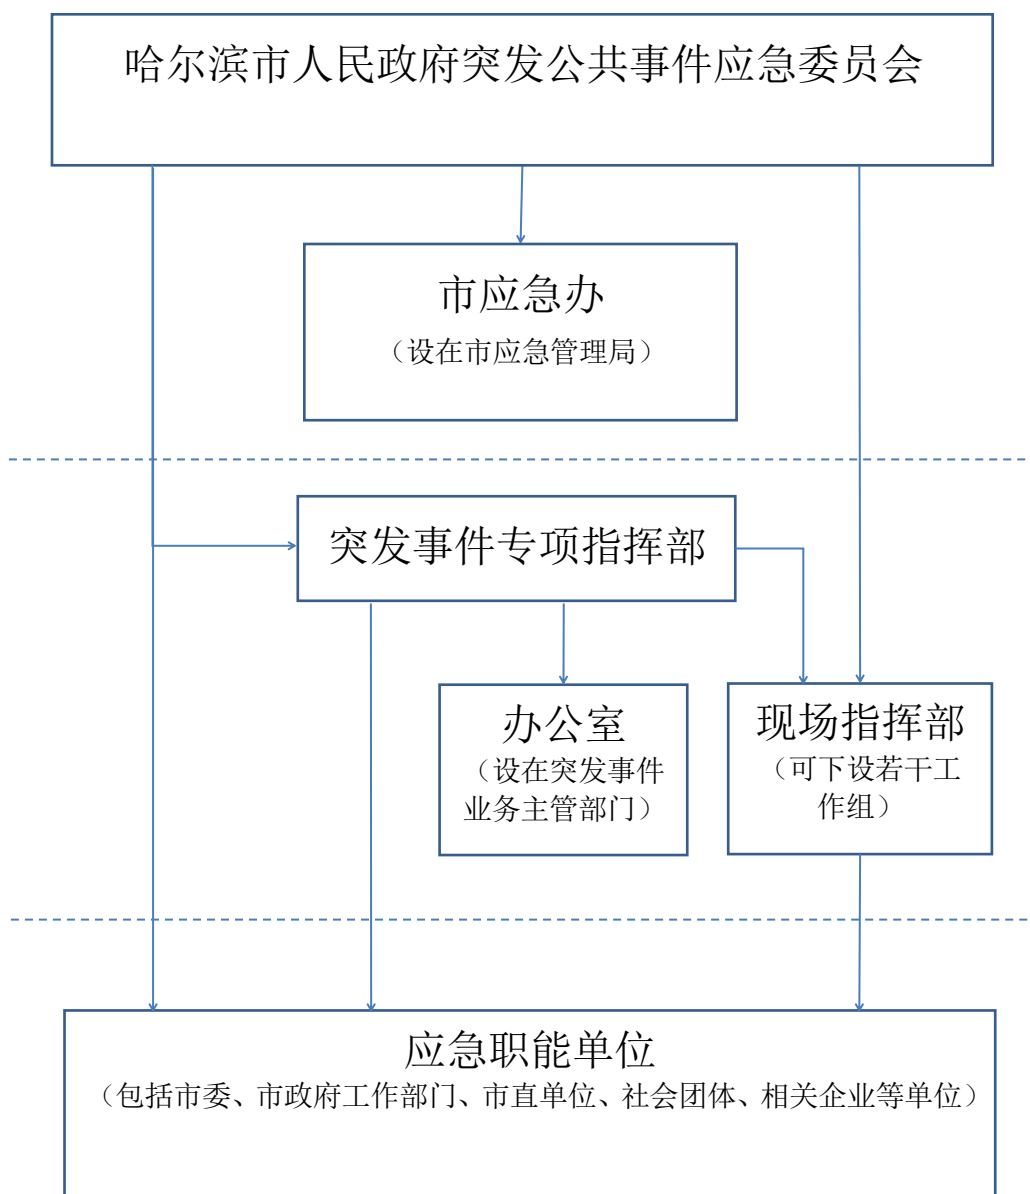 哈尔滨市人民政府突发公共事件应急委员会
市应急办
（设在市应急管理局）
突发事件专项指挥部
办公室
（设在突发事件
业务主管部门）
现场指挥部
（可下设若干工
作组）
应急职能单位
（包括市委、市政府工作部门、市直单位、社会团体、相关企业等单位）